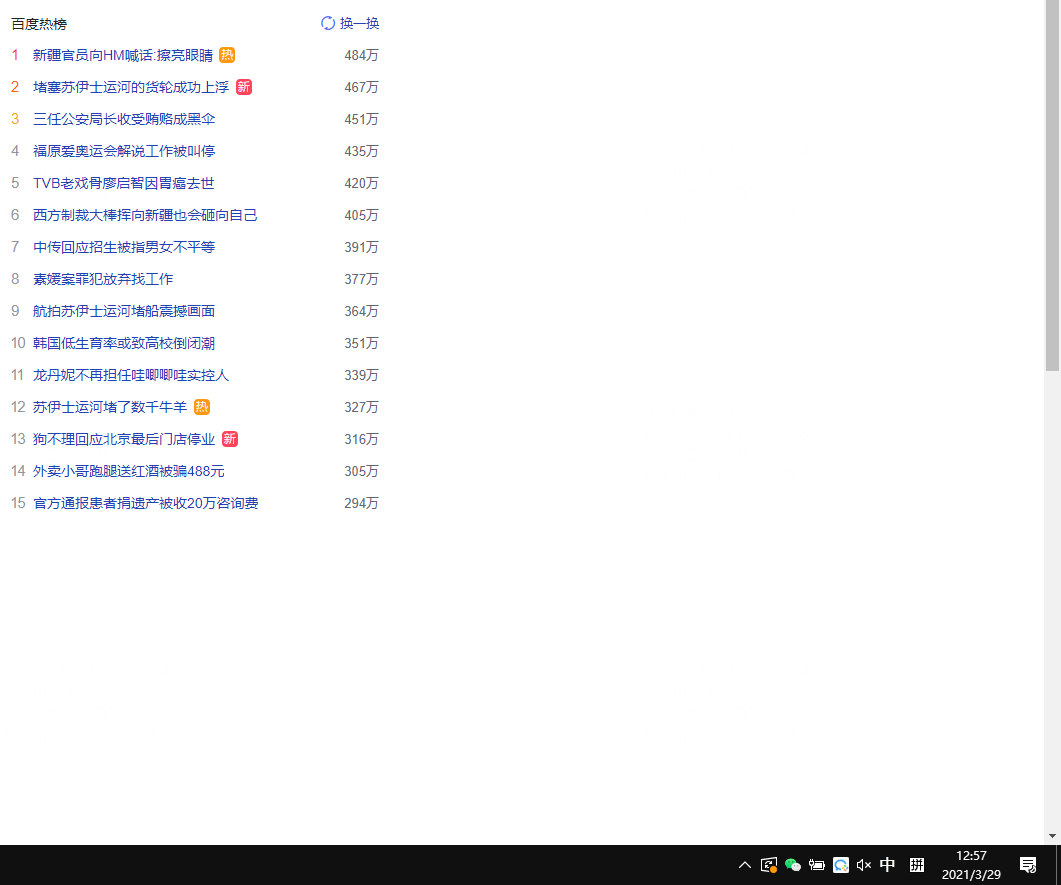 百度热榜 换一换
1 新疆官员向HM喊话:擦亮眼睛 热 484万
2 堵塞苏伊士运河的货轮成功上浮 新 467万
3 三任公安局长收受贿赂成黑伞 451万
4 福原爱奥运会解说工作被叫停 435万
5 TVB老戏骨廖启智因胃癌去世 420万
6 西方制裁大棒挥向新疆也会砸向自己 405万
7 中传回应招生被指男女不平等 391万
8 素媛案罪犯放弃找工作 377万
9 航拍苏伊士运河堵船震撼画面 364万
10 韩国低生育率或致高校倒闭潮 351万
11 龙丹妮不再担任哇唧唧哇实控人 339万
12 苏伊士运河堵了数千牛羊 热 327万
13 狗不理回应北京最后门店停业 新 316万
14 外卖小哥跑腿送红酒被骗488元 305万
15 官方通报患者捐遗产被收20万咨询费 294万
中 拼 12:57
2021/3/29